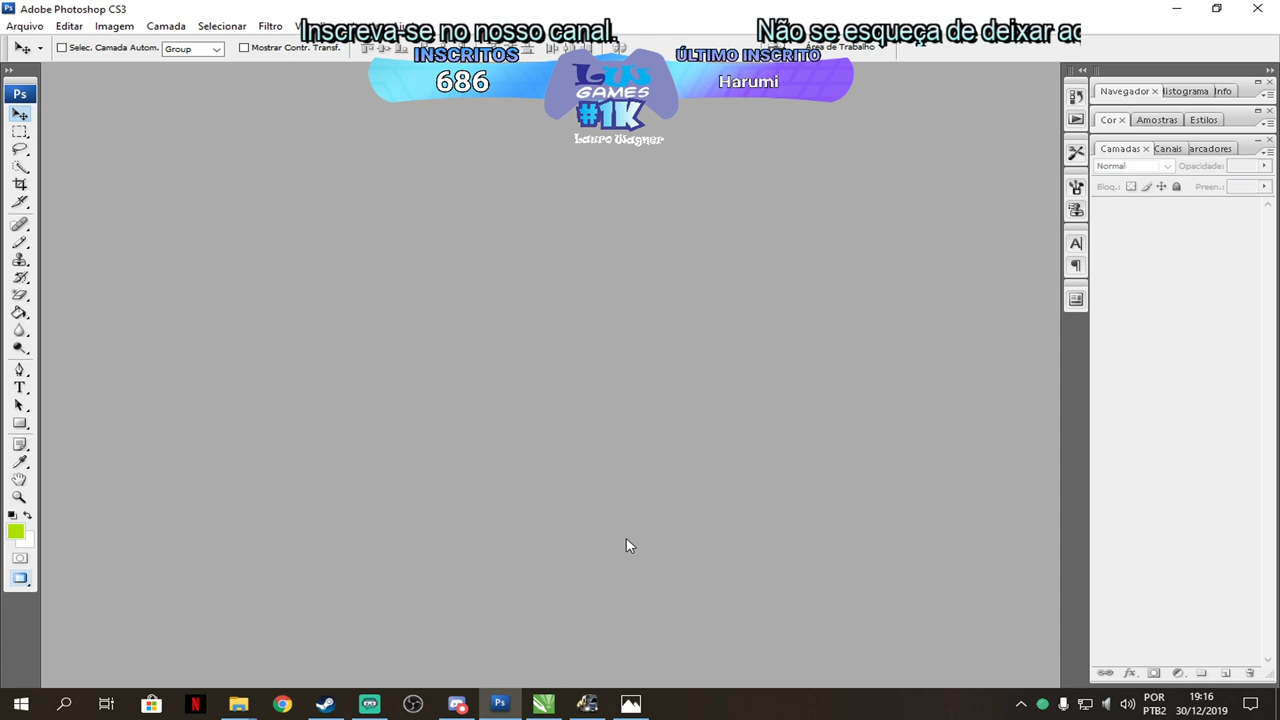 Adobe Photoshop CS3
Arquivo Editar Imagem Camada Selecionar Filtro
Inscreva-se no nosso canal. Não se esqueça de deixar ac
Selec. Camada Autom. Group Mostrar Contr. Transf. Área de Trabalho
INSCRITOS
686
LWS
GAMES
#1K
Lauro Wagner
ÚLTIMO INSCRITO
Harumi
Ps
Navegador Histograma Info
Cor Amostras Estilos
Camadas Canais arcadores
Normal Opacidade:
Bloq.: Preen.:
POR
PTB2
19:16
30/12/2019